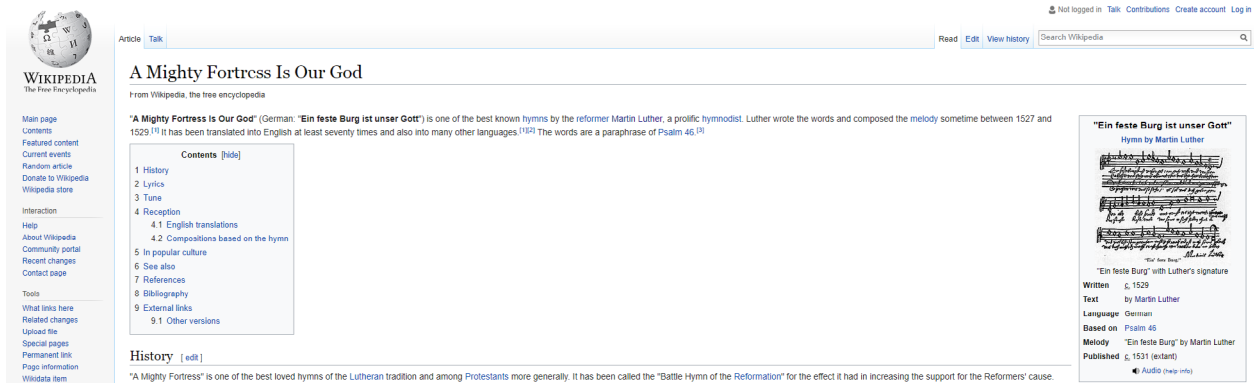 Not logged in Talk Contributions Create account Log in
Article Talk
Read Edit View history Search Wikipedia
WIKIPEDIA
The Free Encyclopedia
Main page
Contents
Featured content
Current events
Random article
Donate to Wikipedia
Wikipedia store
Interaction
Help
About Wikipedia
Community portal
Recent changes
Contact page
Tools
What links here
Related changes
Upload file
Special pages
Permanent link
Page information
Wikidata item
A Mighty Fortress Is Our God
From Wikipedia, the free encyclopedia
"A Mighty Fortress Is Our God" (German: "Ein feste Burg ist unser Gott") is one of the best known hymns by the reformer Martin Luther, a prolific hymnodist. Luther wrote the words and composed the melody sometime between 1527 and
1529.[1] It has been translated into English at least seventy times and also into many other languages.[1][2] The words are a paraphrase of Psalm 46.[3]
Contents [hide]
1 History
2 Lyrics
3 Tune
4 Reception
4.1 English translations
4.2 Compositions based on the hymn
5 In popular culture
6 See also
7 References
8 Bibliography
9 External links
9.1 Other versions
History [ edit ]
"A Mighty Fortress" is one of the best loved hymns of the Lutheran tradition and among Protestants more generally. It has been called the "Battle Hymn of the Reformation" for the effect it had in increasing the support for the Reformers' cause.
"Ein feste Burg ist unser Gott"
Hymn by Martin Luther
"Ein' feste Burg."
"Ein feste Burg" with Luther's signature
Written c. 1529
Text by Martin Luther
Language German
Based on Psalm 46
Melody "Ein feste Burg" by Martin Luther
Published c. 1531 (extant)
Audio (help·info)